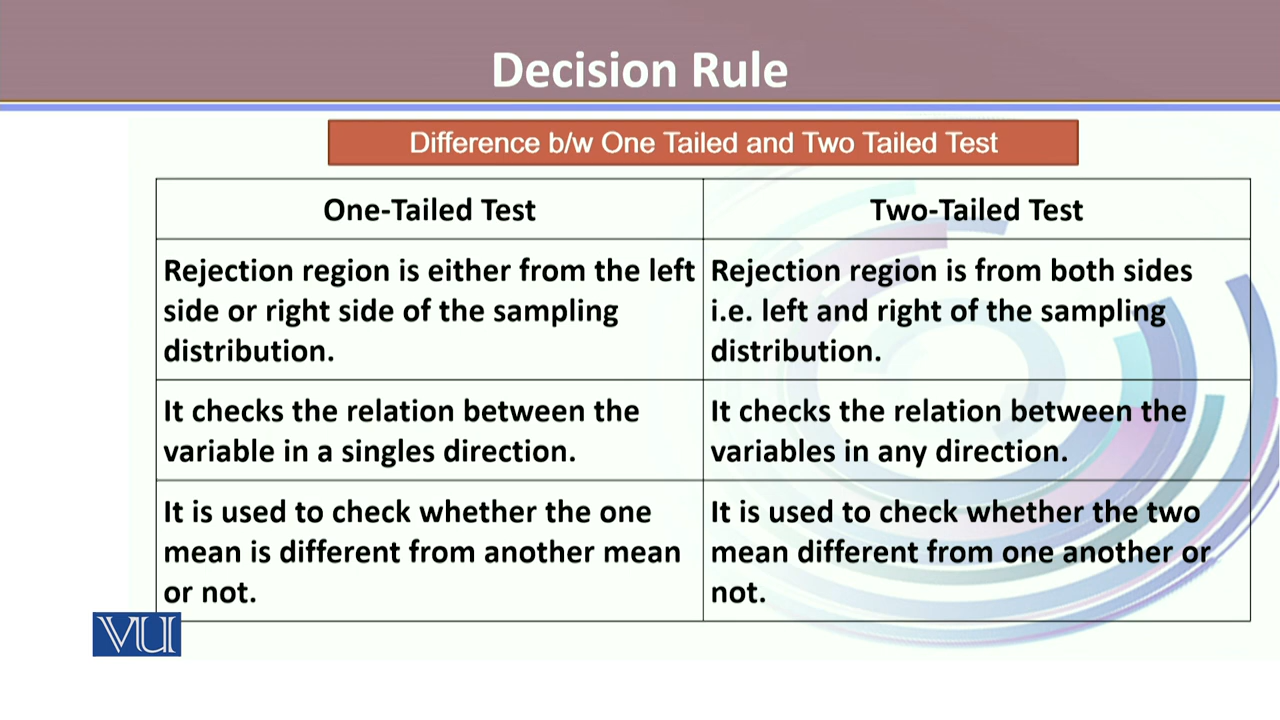 Decision Rule
Difference b/w One Tailed and Two Tailed Test
One-Tailed Test
Two-Tailed Test
Rejection region is either from the left
side or right side of the sampling
distribution.
Rejection region is from both sides
i.e. left and right of the sampling
distribution.
It checks the relation between the
variable in a singles direction.
It checks the relation between the
variables in any direction.
It is used to check whether the one
mean is different from another mean
or not.
It is used to check whether the two
mean different from one another or
not.
VU